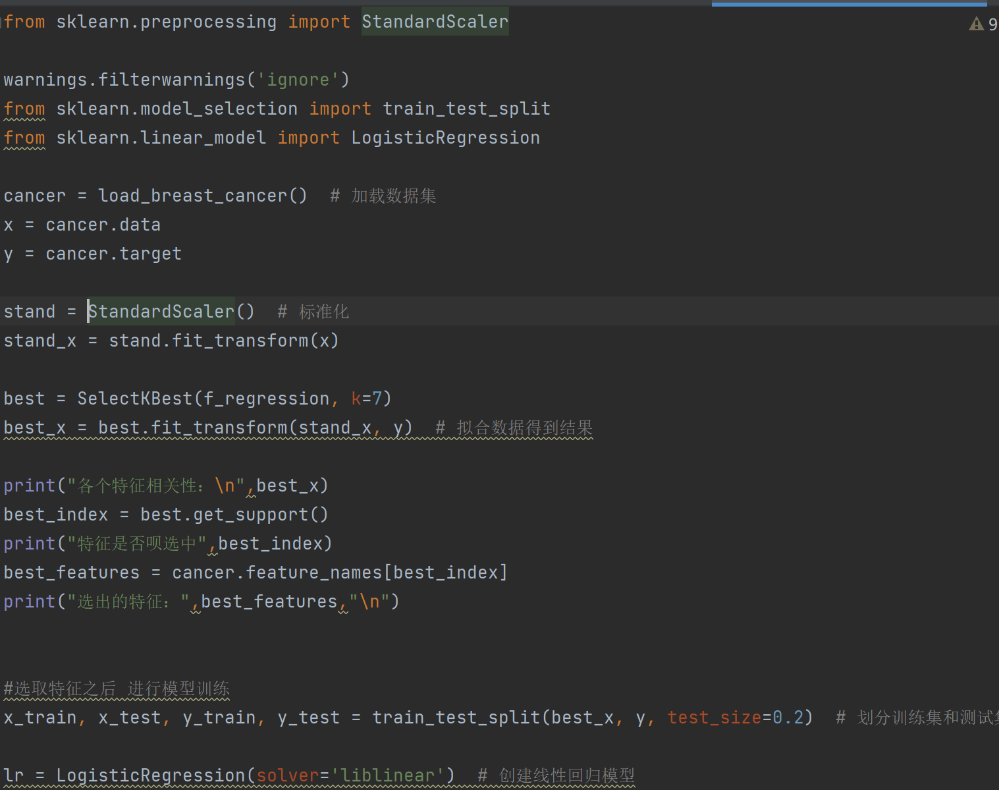 from sklearn.preprocessing import StandardScaler
9
warnings.filterwarnings('ignore')
from sklearn.model_selection import train_test_split
from sklearn.linear_model import LogisticRegression
cancer = load_breast_cancer()  # 加载数据集
x = cancer.data
y = cancer.target
stand = StandardScaler()  # 标准化
stand_x = stand.fit_transform(x)
best = SelectKBest(f_regression, k=7)
best_x = best.fit_transform(stand_x, y)  # 拟合数据得到结果
print("各个特征相关性：\n",best_x)
best_index = best.get_support()
print("特征是否呗选中",best_index)
best_features = cancer.feature_names[best_index]
print("选出的特征：",best_features,"\n")
#选取特征之后 进行模型训练
x_train, x_test, y_train, y_test = train_test_split(best_x, y, test_size=0.2)  # 划分训练集和测试集
lr = LogisticRegression(solver='liblinear')  # 创建线性回归模型